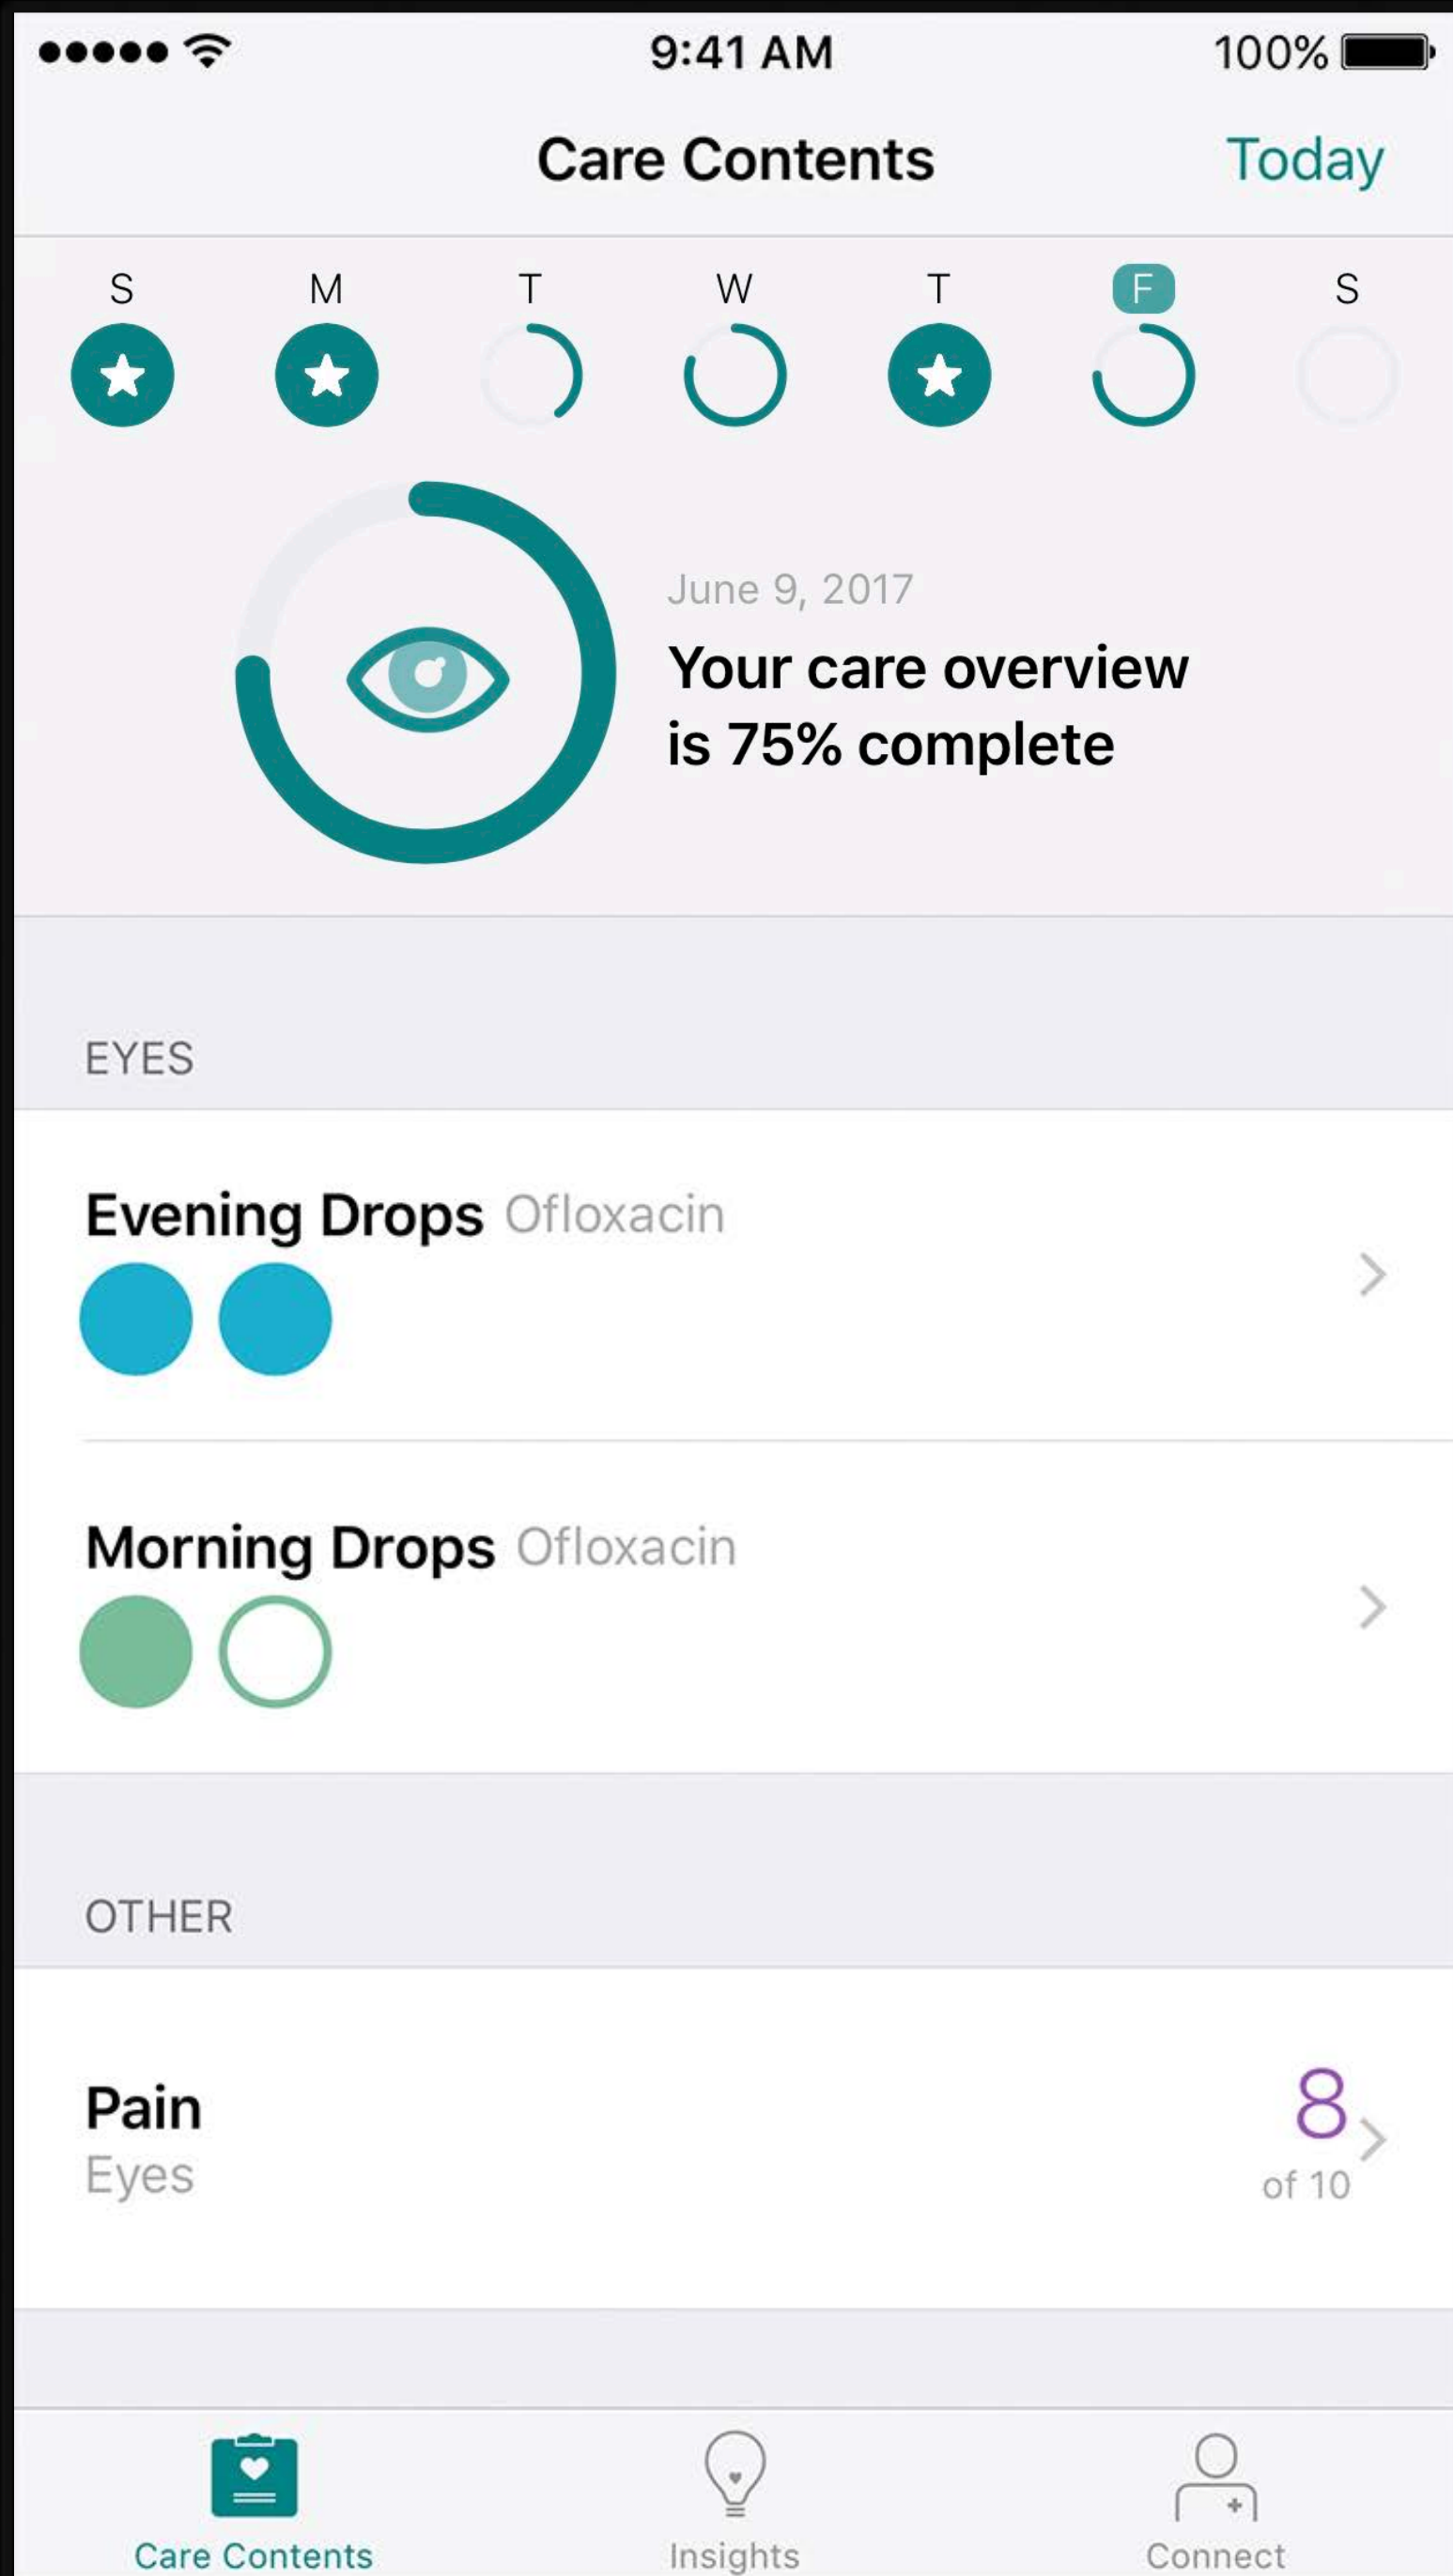 9:41 AM 100%
Care Contents Today
S M T W T F S
June 9, 2017
Your care overview
is 75% complete
EYES
Evening Drops Ofloxacin
Morning Drops Ofloxacin
OTHER
Pain
8
Eyes
of 10
Care Contents Insights Connect